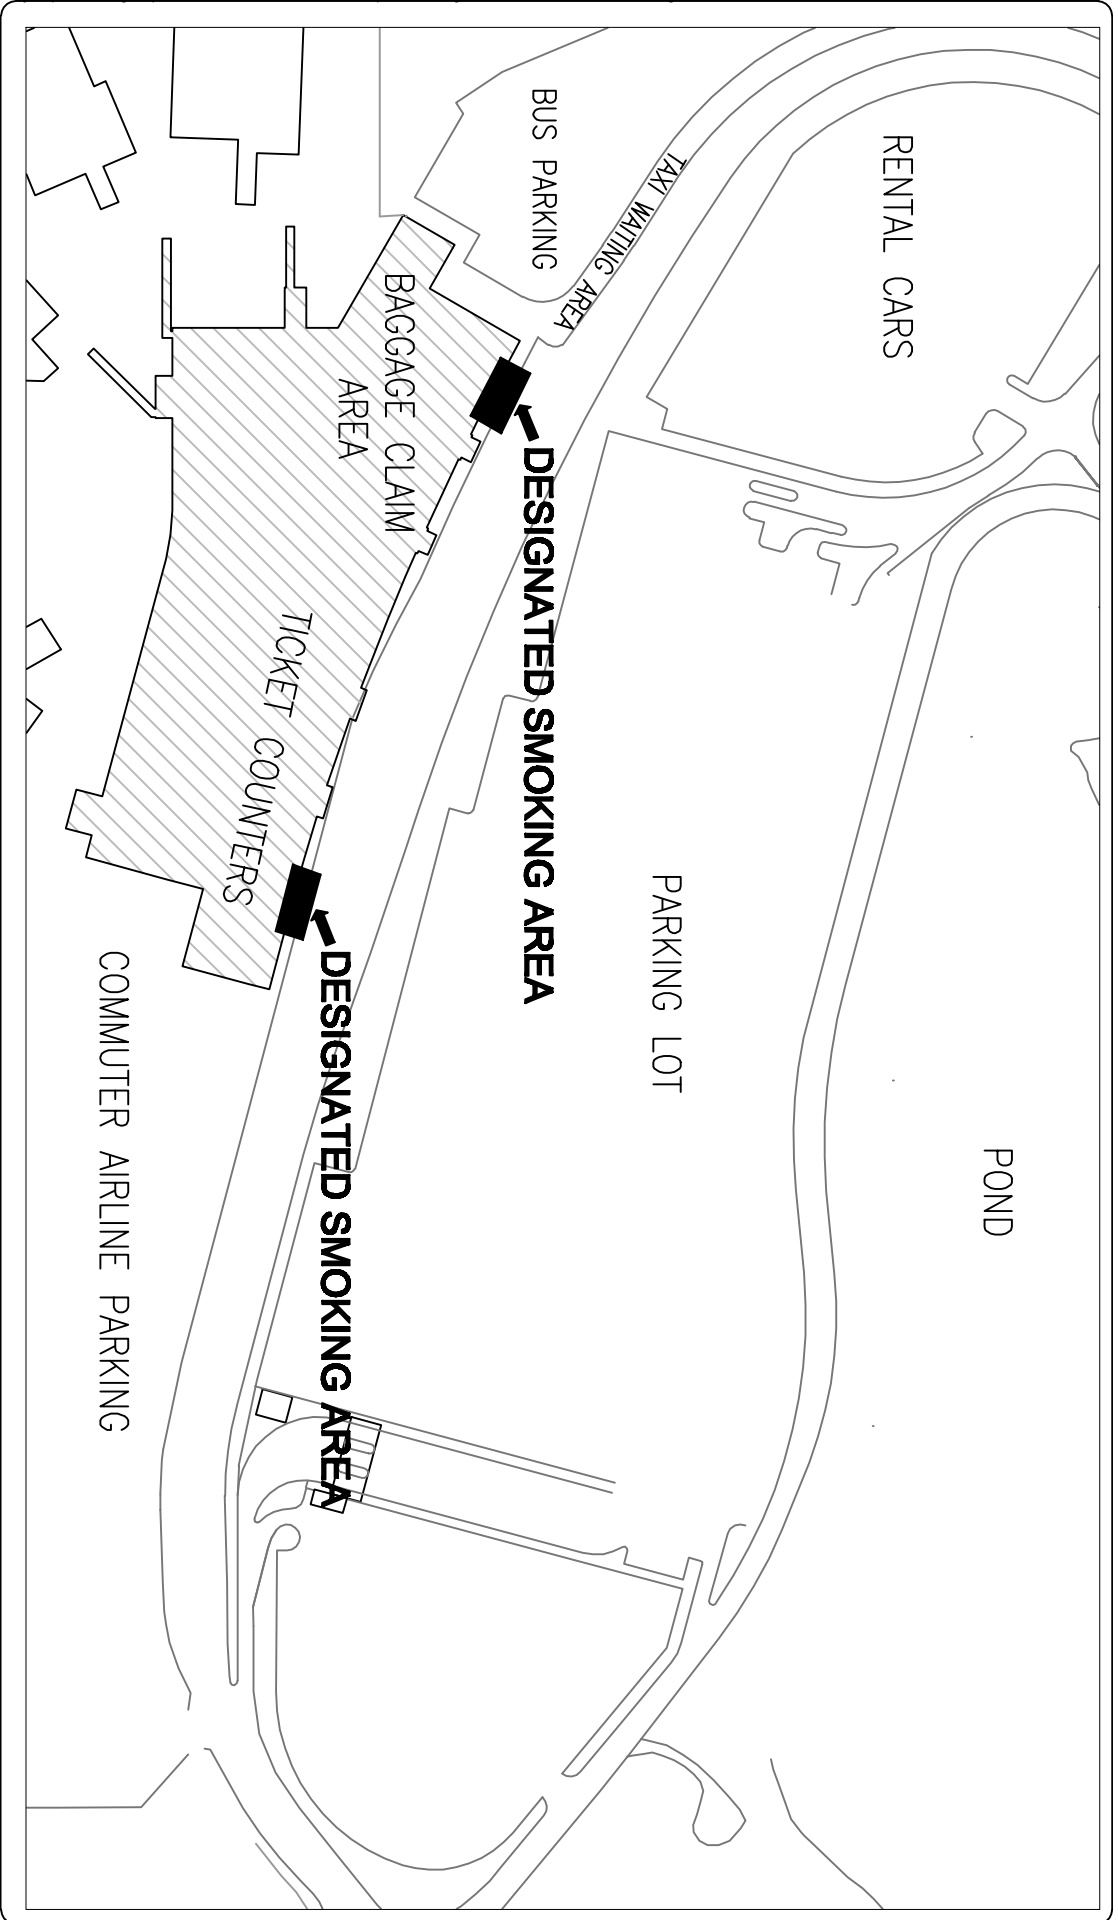 POND
RENTAL CARS
PARKING LOT
TAXI WAITING AREA
BUS PARKING
DESIGNATED SMOKING AREA
BAGGAGE CLAIM
AREA
DESIGNATED SMOKING AREA
TICKET COUNTERS
COMMUTER AIRLINE PARKING